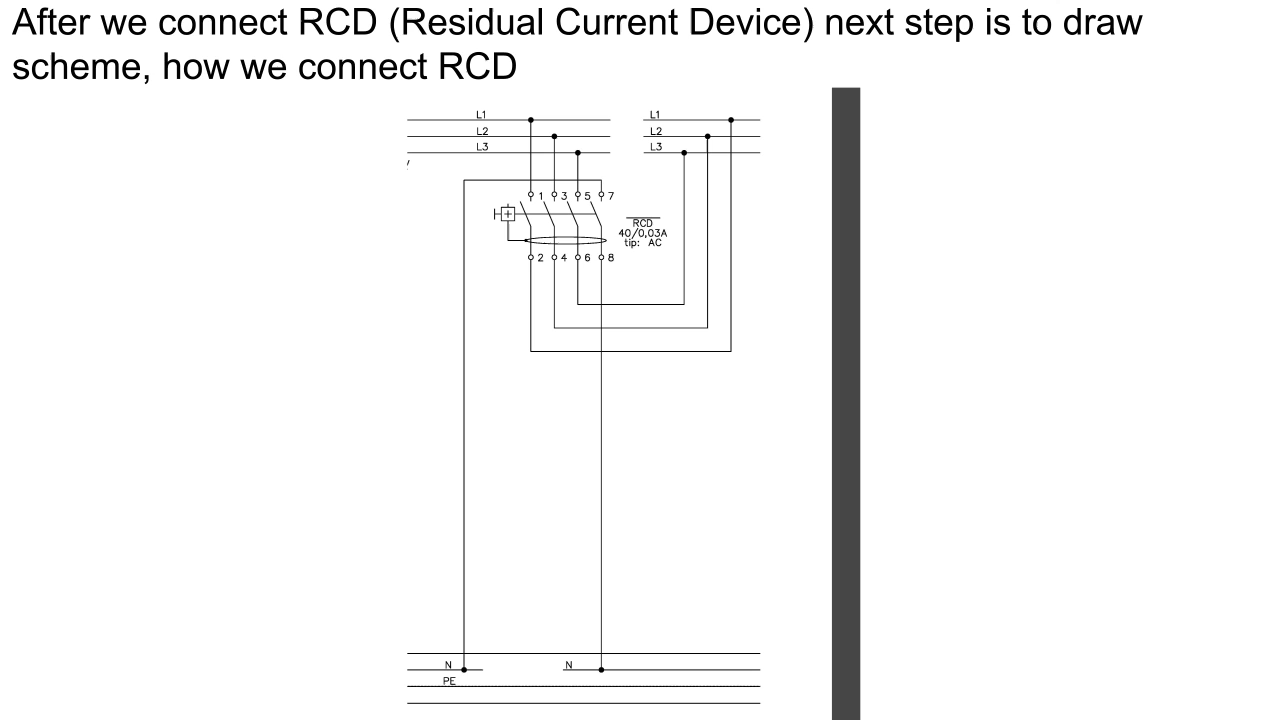 After we connect RCD (Residual Current Device) next step is to draw
scheme, how we connect RCD
L1
L2
L3
L1
L2
L3
1 3 5 7
RCD
40/0,03A
tip: AC
2 4 6 8
N
N
PE